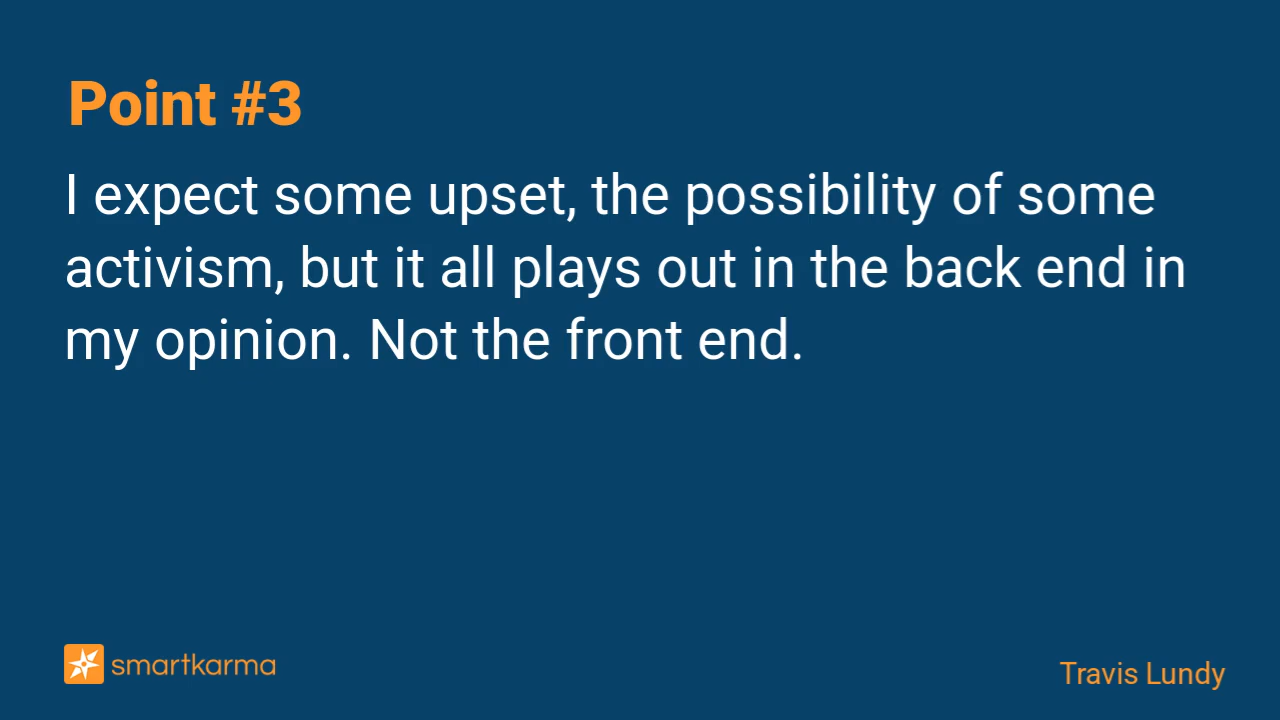 Point #3
I expect some upset, the possibility of some
activism, but it all plays out in the back end in
my opinion. Not the front end.
smartkarma
Travis Lundy